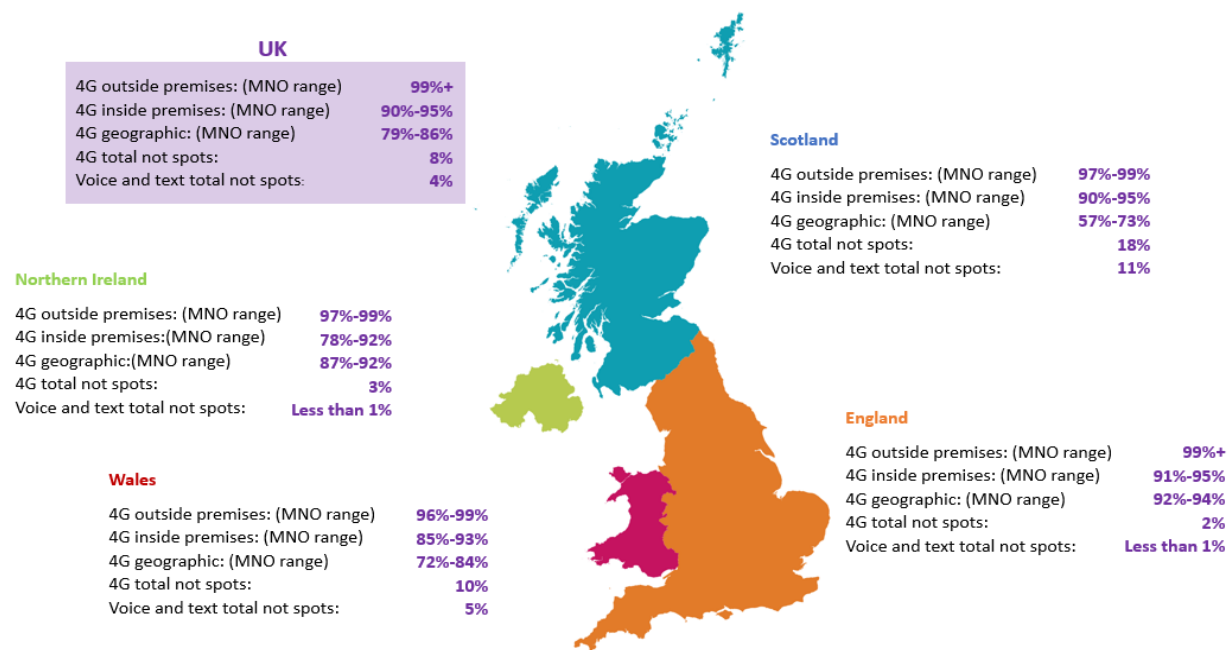 UK
4G outside premises: (MNO range) 99%+
4G inside premises: (MNO range) 90%-95%
4G geographic: (MNO range) 79%-86%
4G total not spots: 8%
Voice and text total not spots: 4%
Scotland
4G outside premises: (MNO range) 97%-99%
4G inside premises: (MNO range) 90%-95%
4G geographic: (MNO range) 57%-73%
4G total not spots: 18%
Voice and text total not spots: 11%
Northern Ireland
4G outside premises: (MNO range) 97%-99%
4G inside premises:(MNO range) 78%-92%
4G geographic:(MNO range) 87%-92%
4G total not spots: 3%
Voice and text total not spots: Less than 1%
England
4G outside premises: (MNO range) 99%+
4G inside premises: (MNO range) 91%-95%
4G geographic: (MNO range) 92%-94%
4G total not spots: 2%
Voice and text total not spots: Less than 1%
Wales
4G outside premises: (MNO range) 96%-99%
4G inside premises: (MNO range) 85%-93%
4G geographic: (MNO range) 72%-84%
4G total not spots: 10%
Voice and text total not spots: 5%